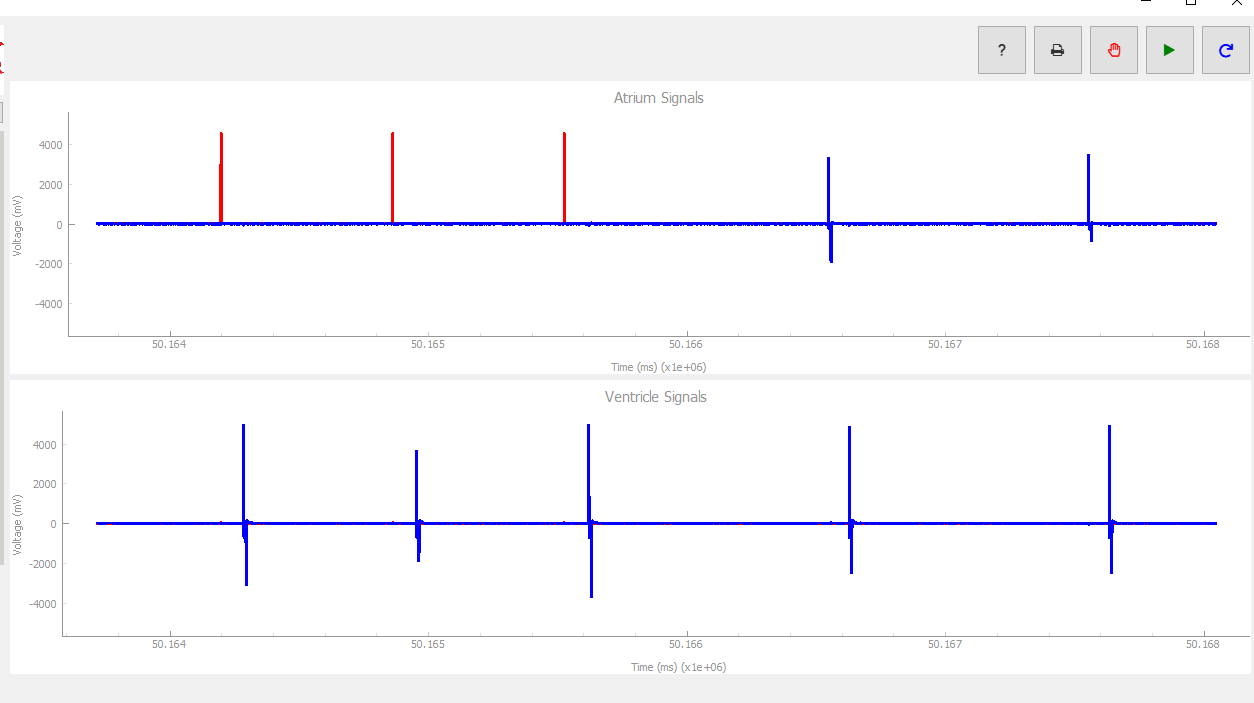 ?
Atrium Signals
4000
2000
0
-2000
-4000
Voltage (mV)
50.164 50.165 50.166 50.167 50.168
Time (ms) (x1e+06)
Ventricle Signals
4000
2000
0
-2000
-4000
Voltage (mV)
50.164 50.165 50.166 50.167 50.168
Time (ms) (x1e+06)